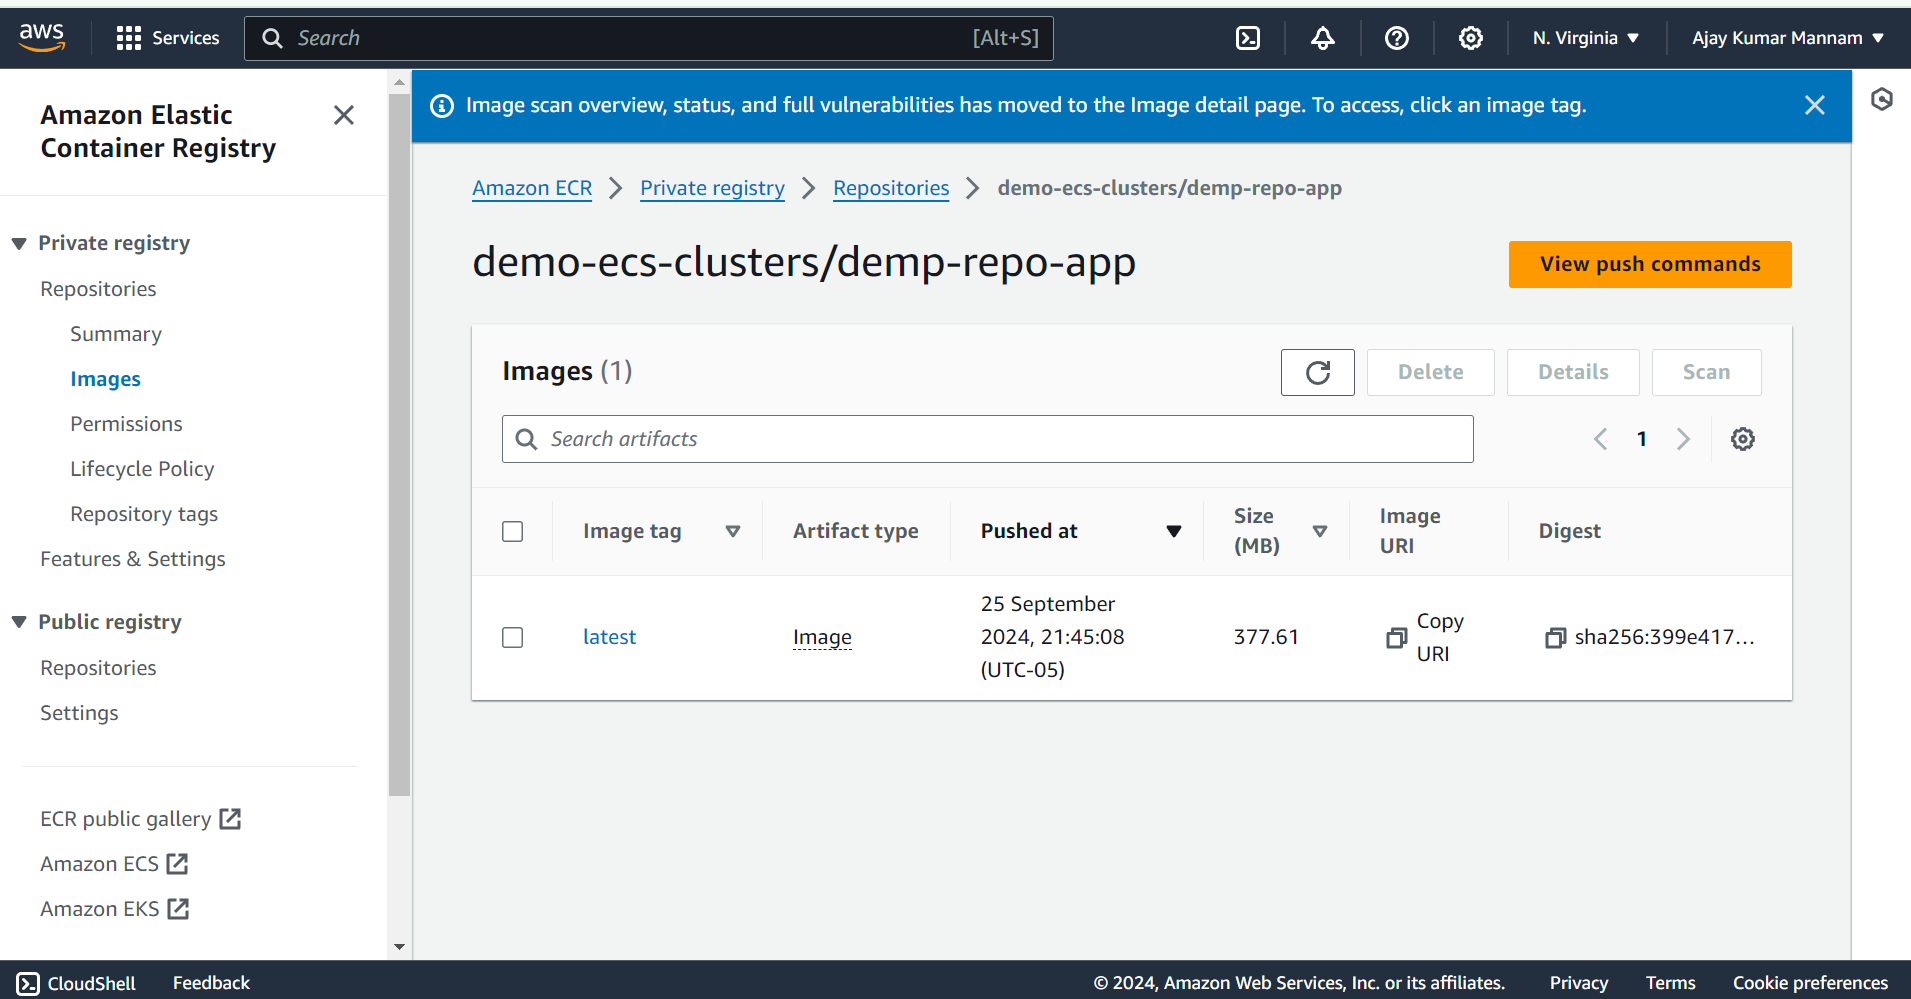 aws
Services
Search
[Alt+S]
N. Virginia
Ajay Kumar Mannam
Amazon Elastic
Container Registry
Private registry
Repositories
Summary
Images
Permissions
Lifecycle Policy
Repository tags
Features & Settings
Public registry
Repositories
Settings
ECR public gallery
Amazon ECS
Amazon EKS
Image scan overview, status, and full vulnerabilities has moved to the Image detail page. To access, click an image tag.
Amazon ECR
Private registry
Repositories
demo-ecs-clusters/demp-repo-app
demo-ecs-clusters/demp-repo-app
View push commands
Images (1)
Delete
Details
Scan
Search artifacts
1
Image tag
Artifact type
Pushed at
Size
(MB)
Image
URI
Digest
latest
Image
25 September
2024, 21:45:08
(UTC-05)
377.61
Copy
URI
sha256:399e417...
CloudShell
Feedback
© 2024, Amazon Web Services, Inc. or its affiliates.
Privacy
Terms
Cookie preferences